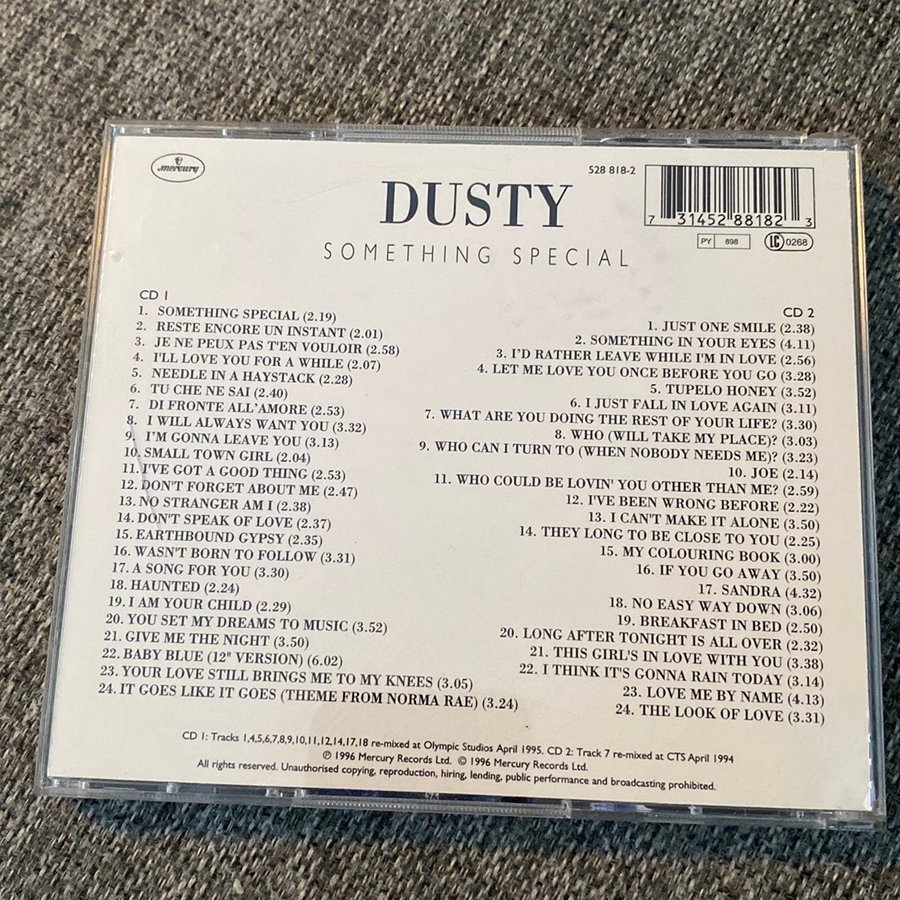 mercury
528 818-2
DUSTY
SOMETHING SPECIAL
7 31452 88182 3
PY 898
LC 0268
CD 1
1. SOMETHING SPECIAL (2.19)
2. RESTE ENCORE UN INSTANT (2.01)
3. JE NE PEUX PAS T'EN VOULOIR (2.58)
4. I'LL LOVE YOU FOR A WHILE (2.07)
5. NEEDLE IN A HAYSTACK (2.28)
6. TU CHE NE SAI (2.40)
7. DI FRONTE ALL'AMORE (2.53)
8. I WILL ALWAYS WANT YOU (3.32)
9. I'M GONNA LEAVE YOU (3.13)
10. SMALL TOWN GIRL (2.04)
11. I'VE GOT A GOOD THING (2.53)
12. DON'T FORGET ABOUT ME (2.47)
13. NO STRANGER AM I (2.38)
14. DON'T SPEAK OF LOVE (2.37)
15. EARTHBOUND GYPSY (2.35)
16. WASN'T BORN TO FOLLOW (3.31)
17. A SONG FOR YOU (3.30)
18. HAUNTED (2.24)
19. I AM YOUR CHILD (2.29)
20. YOU SET MY DREAMS TO MUSIC (3.52)
21. GIVE ME THE NIGHT (3.50)
22. BABY BLUE (12" VERSION) (6.02)
23. YOUR LOVE STILL BRINGS ME TO MY KNEES (3.05)
24. IT GOES LIKE IT GOES (THEME FROM NORMA RAE) (3.24)
CD 2
1. JUST ONE SMILE (2.38)
2. SOMETHING IN YOUR EYES (4.11)
3. I'D RATHER LEAVE WHILE I'M IN LOVE (2.56)
4. LET ME LOVE YOU ONCE BEFORE YOU GO (3.28)
5. TUPELO HONEY (3.52)
6. I JUST FALL IN LOVE AGAIN (3.11)
7. WHAT ARE YOU DOING THE REST OF YOUR LIFE? (3.30)
8. WHO (WILL TAKE MY PLACE)? (3.03)
9. WHO CAN I TURN TO (WHEN NOBODY NEEDS ME)? (3.23)
10. JOE (2.14)
11. WHO COULD BE LOVIN' YOU OTHER THAN ME? (2.59)
12. I'VE BEEN WRONG BEFORE (2.22)
13. I CAN'T MAKE IT ALONE (3.50)
14. THEY LONG TO BE CLOSE TO YOU (2.25)
15. MY COLOURING BOOK (3.00)
16. IF YOU GO AWAY (3.50)
17. SANDRA (4.32)
18. NO EASY WAY DOWN (3.06)
19. BREAKFAST IN BED (2.50)
20. LONG AFTER TONIGHT IS ALL OVER (2.32)
21. THIS GIRL'S IN LOVE WITH YOU (3.38)
22. I THINK IT'S GONNA RAIN TODAY (3.14)
23. LOVE ME BY NAME (4.13)
24. THE LOOK OF LOVE (3.31)
CD 1: Tracks 1,4,5,6,7,8,9,10,11,12,14,17,18 re-mixed at Olympic Studios April 1995. CD 2: Track 7 re-mixed at CTS April 1994
℗ 1996 Mercury Records Ltd. © 1996 Mercury Records Ltd.
All rights reserved. Unauthorised copying, reproduction, hiring, lending, public performance and broadcasting prohibited.